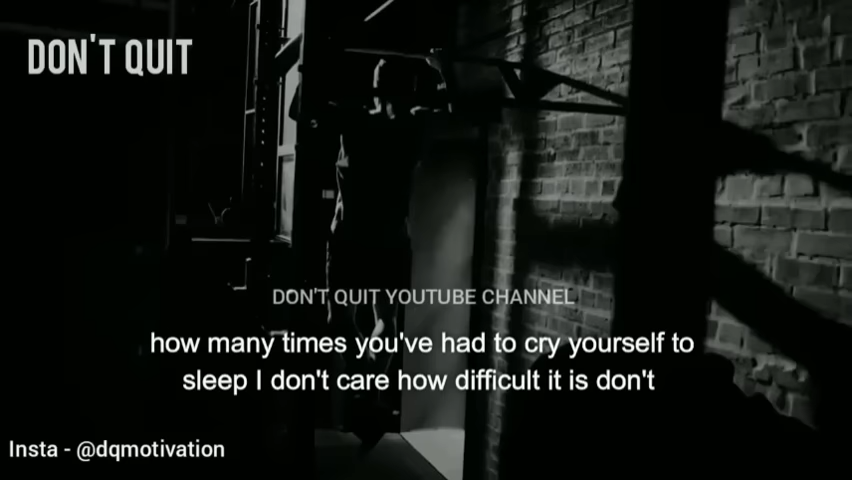 DON'T QUIT
DON'T QUIT YOUTUBE CHANNEL
how many times you've had to cry yourself to
sleep I don't care how difficult it is don't
Insta - @dqmotivation